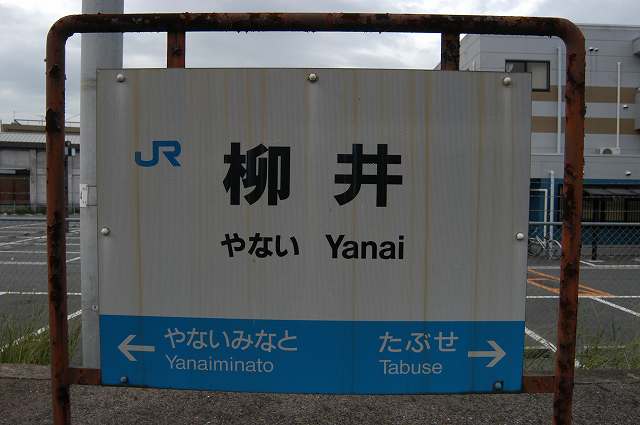 JR 柳井
やない Yanai
← やないみなと たぶせ →
Yanaiminato Tabuse